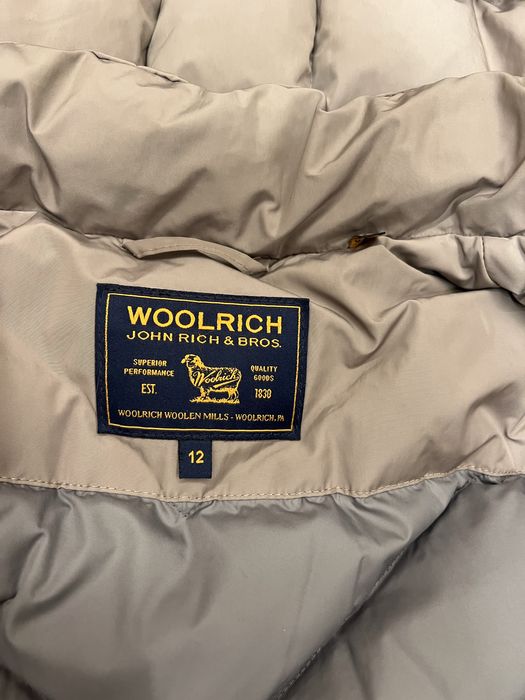 WOOLRICH
JOHN RICH & BROS.
SUPERIOR PERFORMANCE
Woolrich
QUALITY GOODS
EST.
1830
WOOLRICH WOOLEN MILLS - WOOLRICH, PA
12